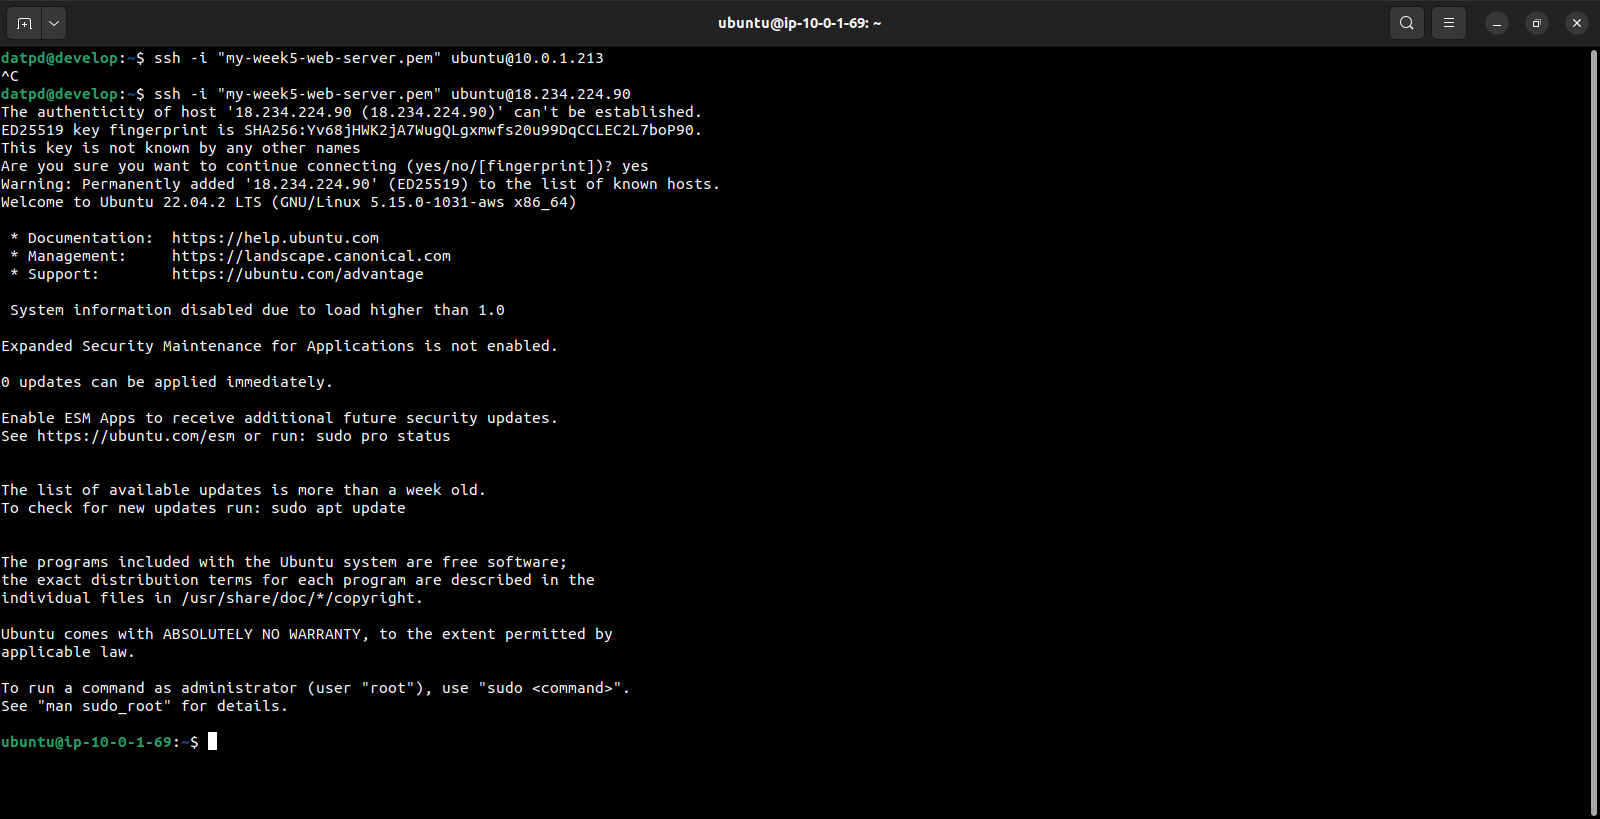 ubuntu@ip-10-0-1-69: ~
datpd@develop:~$ ssh -i "my-week5-web-server.pem" ubuntu@10.0.1.213
^C
datpd@develop:~$ ssh -i "my-week5-web-server.pem" ubuntu@18.234.224.90
The authenticity of host '18.234.224.90 (18.234.224.90)' can't be established.
ED25519 key fingerprint is SHA256:Yv68jHWK2jA7WugQLgxmwfs20u99DqCCLEC2L7boP90.
This key is not known by any other names
Are you sure you want to continue connecting (yes/no/[fingerprint])? yes
Warning: Permanently added '18.234.224.90' (ED25519) to the list of known hosts.
Welcome to Ubuntu 22.04.2 LTS (GNU/Linux 5.15.0-1031-aws x86_64)
* Documentation:  https://help.ubuntu.com
* Management:     https://landscape.canonical.com
* Support:        https://ubuntu.com/advantage
System information disabled due to load higher than 1.0
Expanded Security Maintenance for Applications is not enabled.
0 updates can be applied immediately.
Enable ESM Apps to receive additional future security updates.
See https://ubuntu.com/esm or run: sudo pro status
The list of available updates is more than a week old.
To check for new updates run: sudo apt update
The programs included with the Ubuntu system are free software;
the exact distribution terms for each program are described in the
individual files in /usr/share/doc/*/copyright.
Ubuntu comes with ABSOLUTELY NO WARRANTY, to the extent permitted by
applicable law.
To run a command as administrator (user "root"), use "sudo <command>".
See "man sudo_root" for details.
ubuntu@ip-10-0-1-69:~$